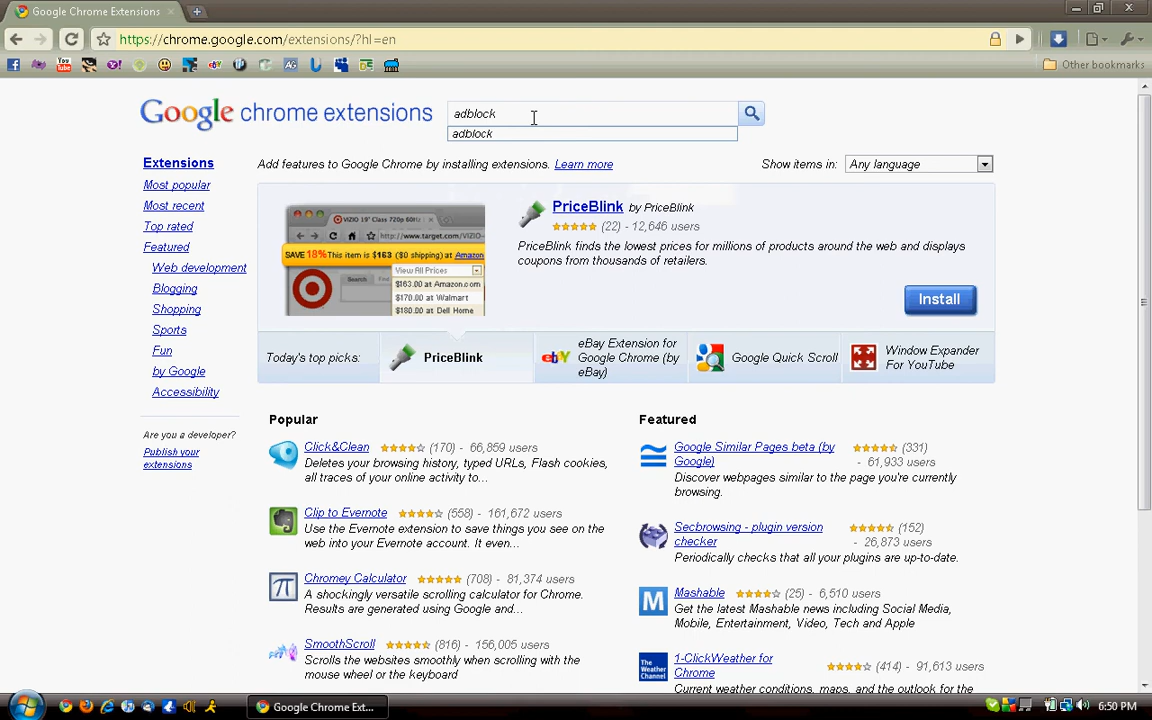 Google Chrome Extensions
https://chrome.google.com/extensions/?hl=en
Other bookmarks
Google chrome extensions
adblock
adblock
Extensions
Most popular
Most recent
Top rated
Featured
Web development
Blogging
Shopping
Sports
Fun
by Google
Accessibility
Are you a developer?
Publish your
extensions
Add features to Google Chrome by installing extensions. Learn more
Show items in: Any language
VIZIO 19" Class 720p 60Hz
http://www.target.com/VIZIO
SAVE 18% This item is $163 ($0 shipping) at Amazon
View All Prices
$163.00 at Amazon.com
$170.00 at Walmart
$180.00 at Dell Home
PriceBlink by PriceBlink
(22) - 12,646 users
PriceBlink finds the lowest prices for millions of products around the web and displays
coupons from thousands of retailers.
Install
Today's top picks:
PriceBlink
eBay Extension for
Google Chrome (by
eBay)
Google Quick Scroll
Window Expander
For YouTube
Popular
Click&Clean (170) - 66,859 users
Deletes your browsing history, typed URLs, Flash cookies,
all traces of your online activity to...
Clip to Evernote (558) - 161,672 users
Use the Evernote extension to save things you see on the
web into your Evernote account. It even...
Chromey Calculator (708) - 81,374 users
A shockingly versatile scrolling calculator for Chrome.
Results are generated using Google and...
SmoothScroll (816) - 156,005 users
Scrolls the websites smoothly when scrolling with the
mouse wheel or the keyboard
Featured
Google Similar Pages beta (by
Google)
(331)
- 61,933 users
Discover webpages similar to the page you're currently
browsing.
Secbrowsing - plugin version
checker
(152)
- 26,873 users
Periodically checks that all your plugins are up-to-date.
Mashable (25) - 6,510 users
Get the latest Mashable news including Social Media,
Mobile, Entertainment, Video, Tech and Apple
1-ClickWeather for
Chrome
(414) - 91,613 users
Current weather conditions, maps, and the outlook for the
Google Chrome Ext...
6:50 PM